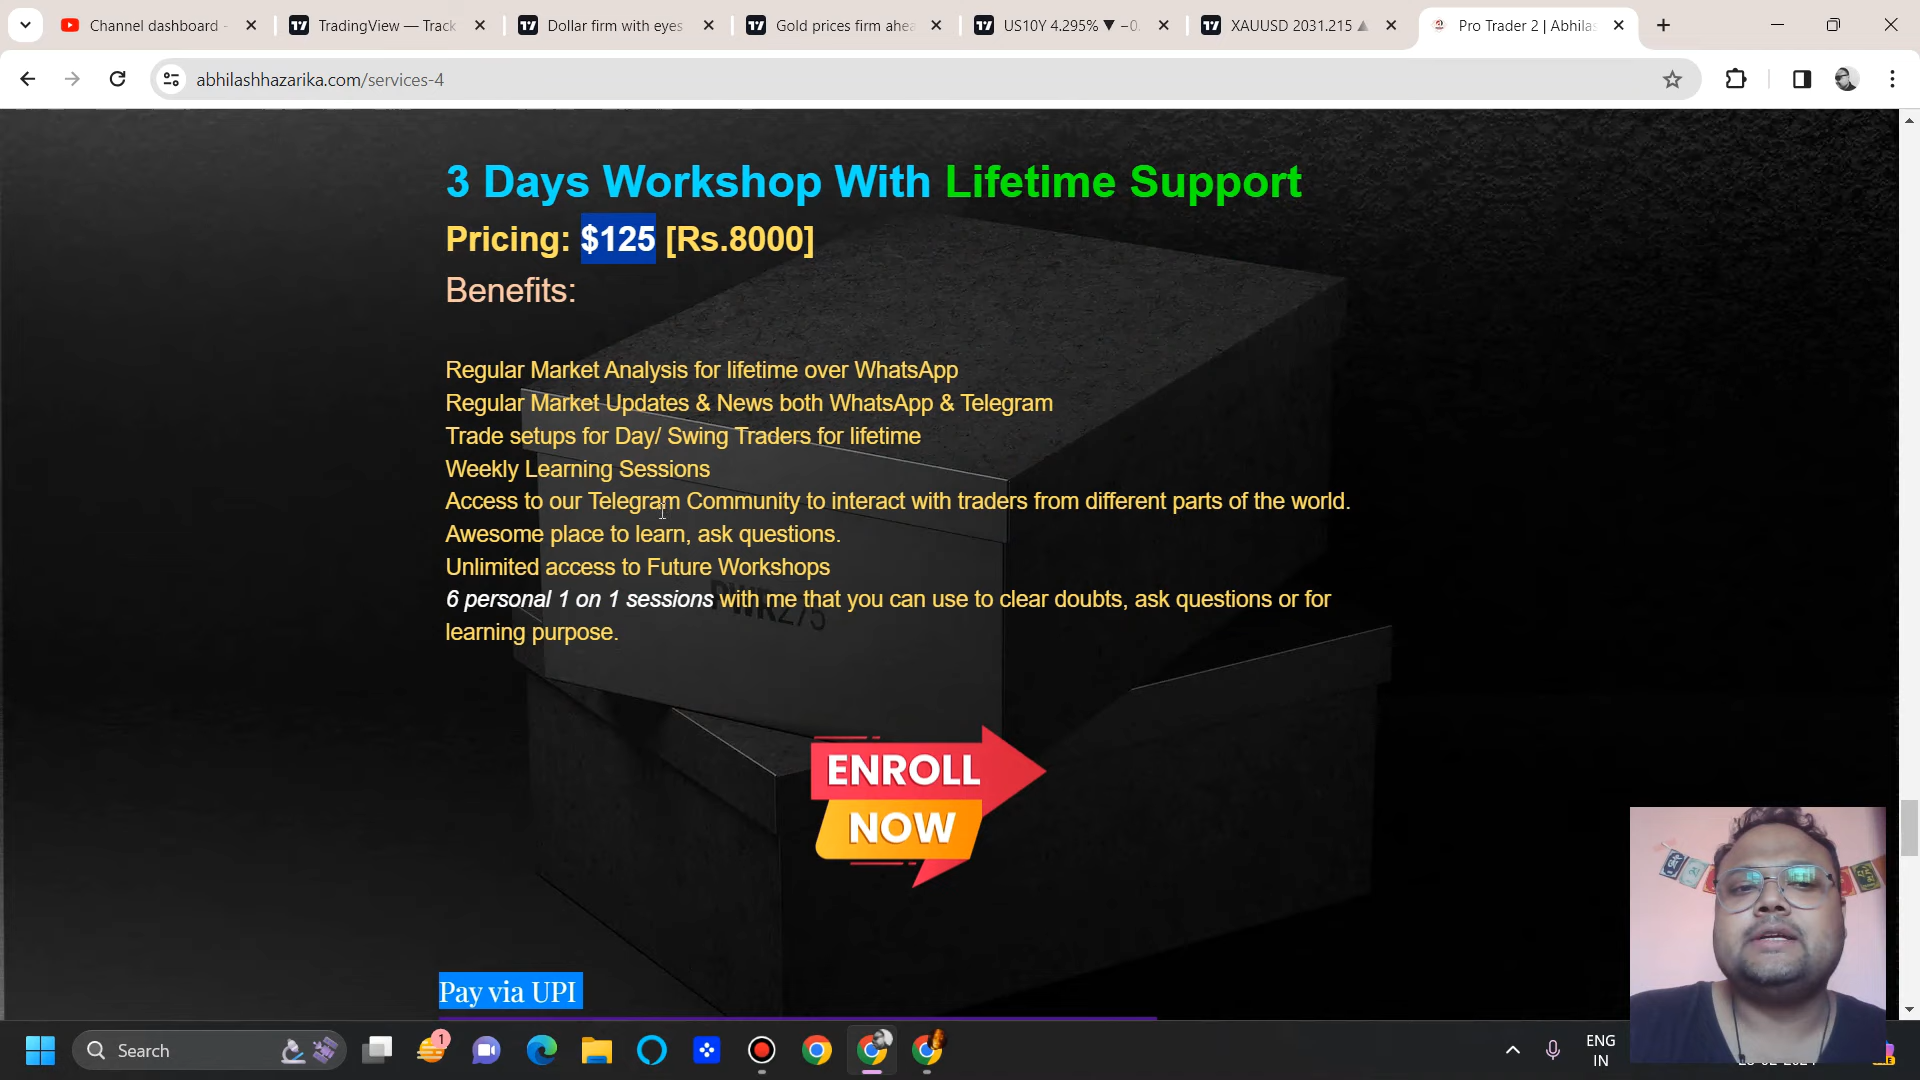 Channel dashboard -
TradingView — Track
Dollar firm with eyes
Gold prices firm ahea
US10Y 4.295% ▼ −0.
XAUUSD 2031.215 ▲
Pro Trader 2 | Abhilas
abhilashhazarika.com/services-4
3 Days Workshop With Lifetime Support
Pricing: $125 [Rs.8000]
Benefits:
Regular Market Analysis for lifetime over WhatsApp
Regular Market Updates & News both WhatsApp & Telegram
Trade setups for Day/ Swing Traders for lifetime
Weekly Learning Sessions
Access to our Telegram Community to interact with traders from different parts of the world.
Awesome place to learn, ask questions.
Unlimited access to Future Workshops
6 personal 1 on 1 sessions with me that you can use to clear doubts, ask questions or for
learning purpose.
PWR275
ENROLL
NOW
Pay via UPI
Search
1
ENG
IN